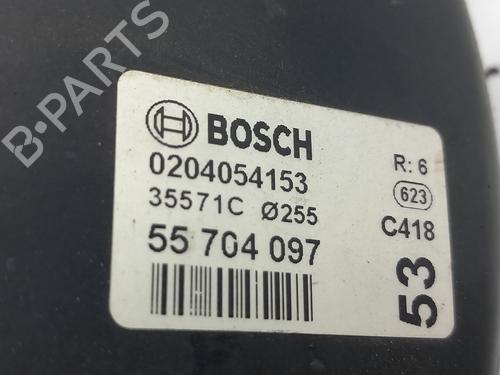 B-PARTS
BOSCH
0204054153
35571C Ø255
55 704 097
R: 6
623
C418
53